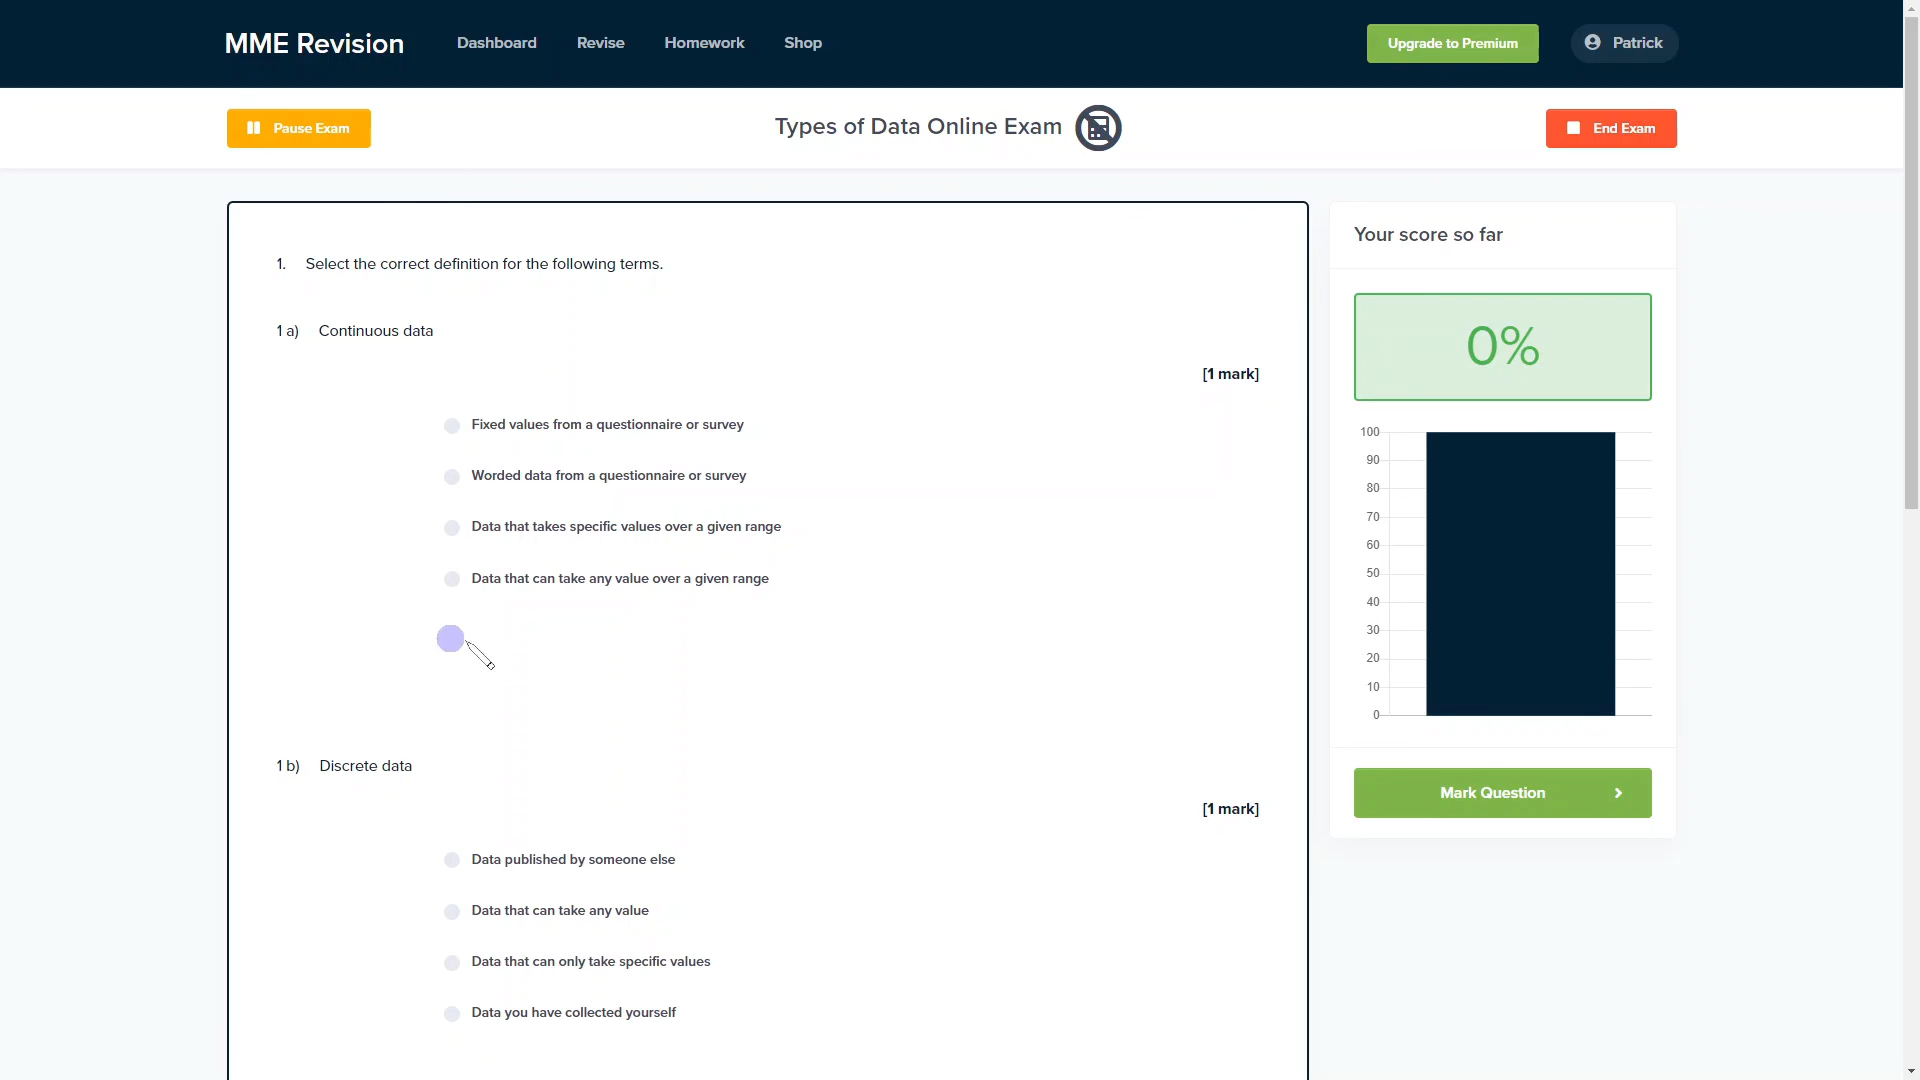 MME Revision
Dashboard
Revise
Homework
Shop
Upgrade to Premium
Patrick
Pause Exam
Types of Data Online Exam
End Exam
1. Select the correct definition for the following terms.
1 a) Continuous data
[1 mark]
Fixed values from a questionnaire or survey
Worded data from a questionnaire or survey
Data that takes specific values over a given range
Data that can take any value over a given range
1 b) Discrete data
[1 mark]
Data published by someone else
Data that can take any value
Data that can only take specific values
Data you have collected yourself
Your score so far
0%
100
90
80
70
60
50
40
30
20
10
0
Mark Question